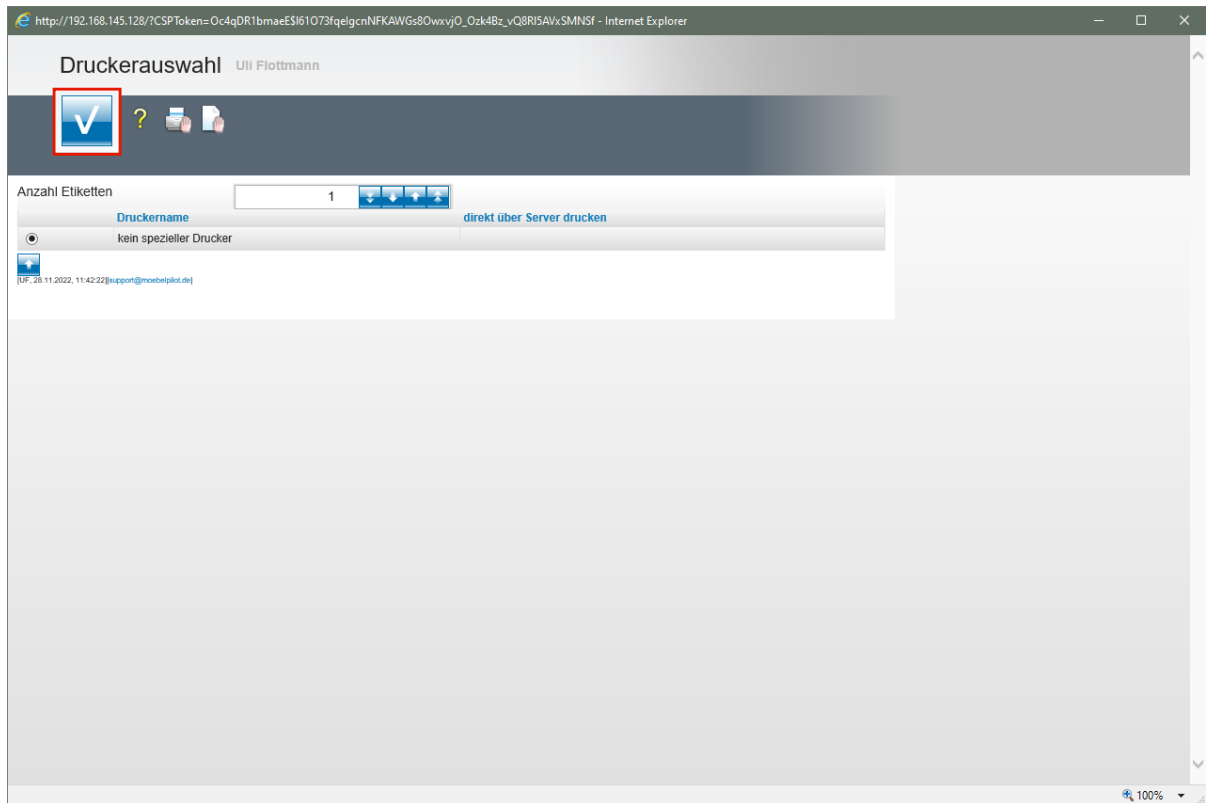 http://192.168.145.128/?CSPToken=Oc4qDR1bmaeE$I61O73fqelgcnNFKAWGs8OwxvjO_Ozk4Bz_vQ8RI5AVxSMNSf - Internet Explorer
Druckerauswahl Uli Flottmann
?
Anzahl Etiketten 1
Druckername direkt über Server drucken
kein spezieller Drucker
[UF, 28.11.2022, 11:42:22][support@moebelpilot.de]
100%